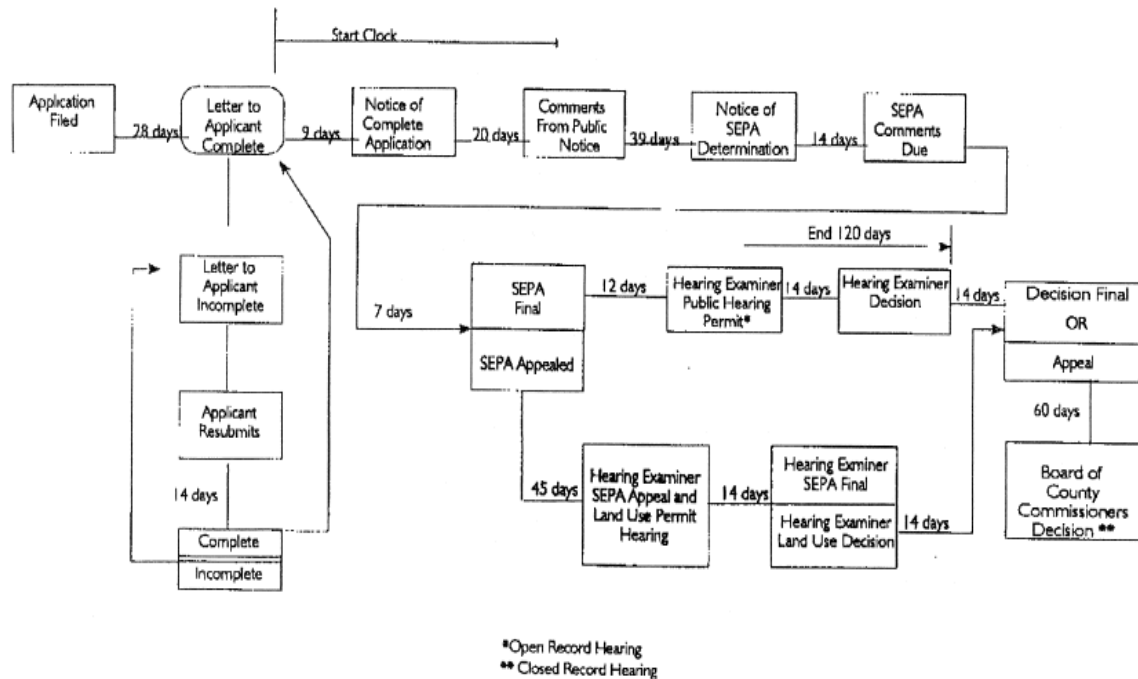 Start Clock
Application
Filed
28 days
Letter to
Applicant
Complete
9 days
Notice of
Complete
Application
20 days
Comments
From Public
Notice
39 days
Notice of
SEPA
Determination
14 days
SEPA
Comments
Due
End 120 days
Letter to
Applicant
Incomplete
7 days
SEPA
Final
SEPA Appealed
12 days
Hearing Examiner
Public Hearing
Permit*
14 days
Hearing Examiner
Decision
14 days
Decision Final
OR
Appeal
60 days
Board of
County
Commissioners
Decision **
Applicant
Resubmits
14 days
Complete
Incomplete
45 days
Hearing Examiner
SEPA Appeal and
Land Use Permit
Hearing
14 days
Hearing Exminer
SEPA Final
Hearing Examiner
Land Use Decision
14 days
*Open Record Hearing
** Closed Record Hearing